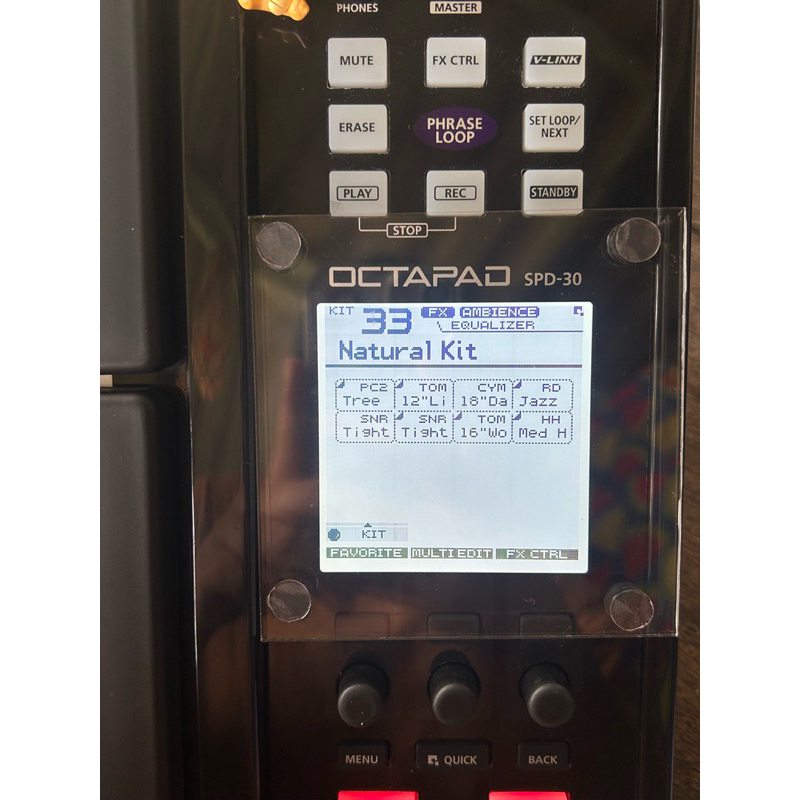 PHONES MASTER
MUTE FX CTRL V-LINK
ERASE PHRASE LOOP SET LOOP/ NEXT
PLAY REC STANDBY
STOP
OCTAPAD SPD-30
KIT 33 FX AMBIENCE
EQUALIZER
Natural Kit
PC2 TOM CYM RD
Tree 12"Li 18"Da Jazz
SNR SNR TOM HH
Tight Tight 16"Wo Med H
KIT
FAVORITE MULTI EDIT FX CTRL
MENU QUICK BACK